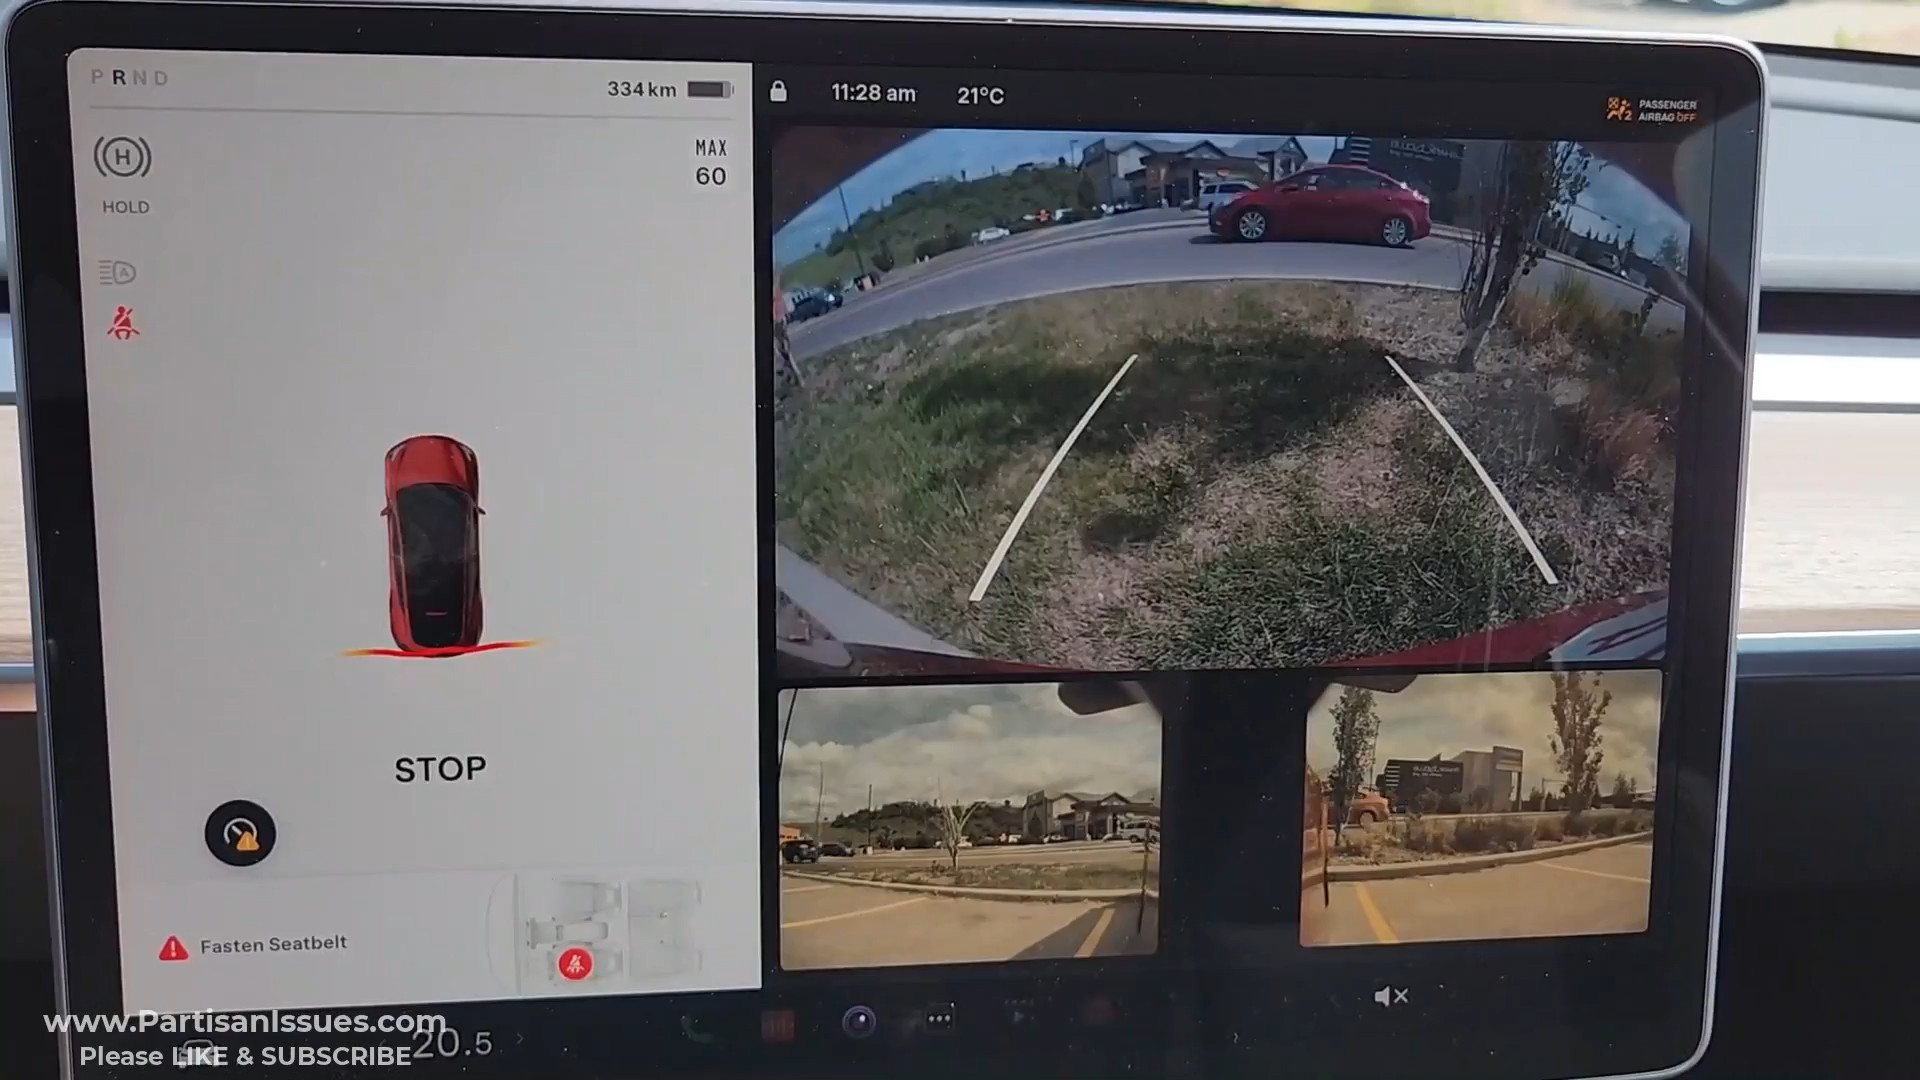 P R N D
334 km
11:28 am
21°C
PASSENGER
AIRBAG OFF
H
HOLD
MAX
60
A
STOP
Fasten Seatbelt
20.5
www.PartisanIssues.com
Please LIKE & SUBSCRIBE